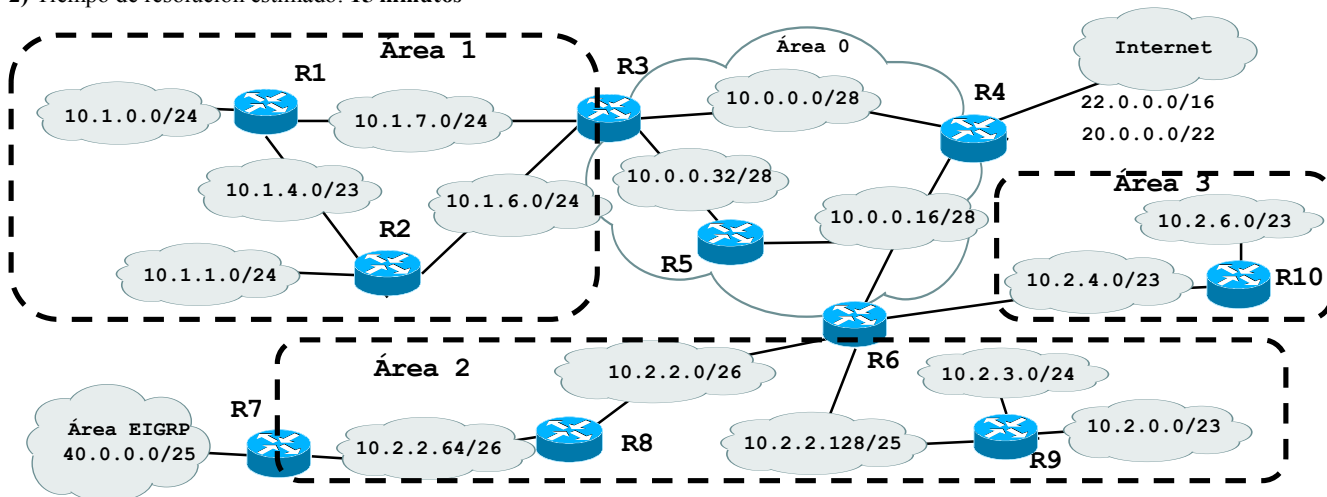 2) Tiempo de resolución estimado: 15 minutos
Área 1
Área 0
Internet
R1
R3
R4
10.1.0.0/24
10.1.7.0/24
10.0.0.0/28
22.0.0.0/16
20.0.0.0/22
10.1.4.0/23
10.1.6.0/24
10.0.0.32/28
10.0.0.16/28
Área 3
10.2.6.0/23
R2
R5
10.1.1.0/24
10.2.4.0/23
R10
R6
Área 2
10.2.2.0/26
10.2.3.0/24
R7
Área EIGRP
40.0.0.0/25
10.2.2.64/26
R8
10.2.2.128/25
R9
10.2.0.0/23